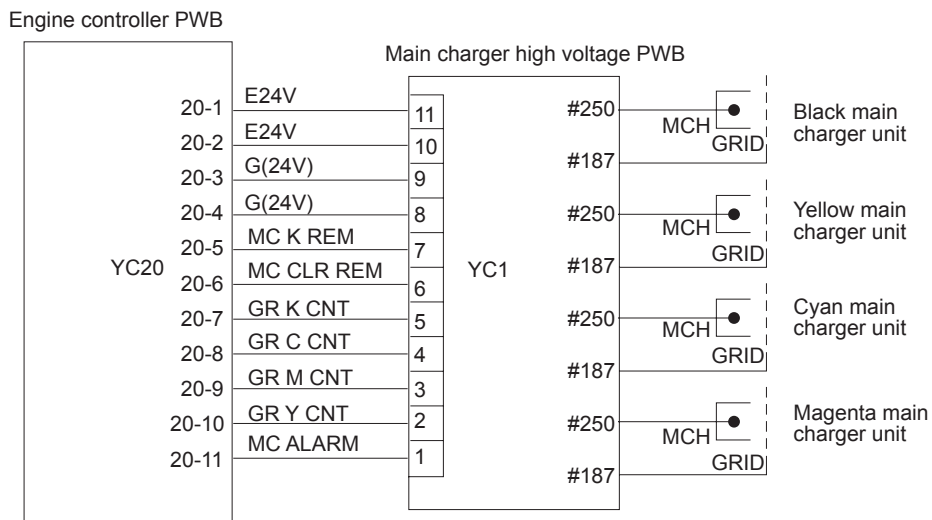 Engine controller PWB
Main charger high voltage PWB
YC20
20-1 E24V 11
20-2 E24V 10
20-3 G(24V) 9
20-4 G(24V) 8
20-5 MC K REM 7
20-6 MC CLR REM 6
20-7 GR K CNT 5
20-8 GR C CNT 4
20-9 GR M CNT 3
20-10 GR Y CNT 2
20-11 MC ALARM 1
YC1
#250 MCH
#187 GRID
Black main
charger unit
#250 MCH
#187 GRID
Yellow main
charger unit
#250 MCH
#187 GRID
Cyan main
charger unit
#250 MCH
#187 GRID
Magenta main
charger unit